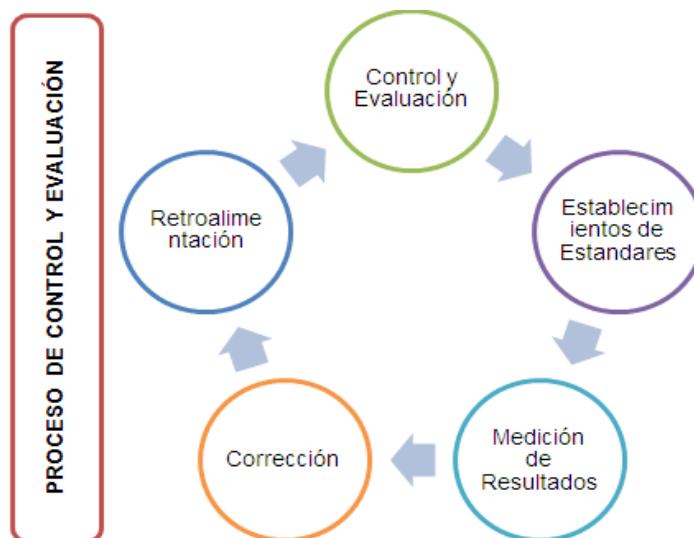 PROCESO DE CONTROL Y EVALUACIÓN
Control y
Evaluación
Establecim
ientos de
Estandares
Medición
de
Resultados
Corrección
Retroalime
ntación